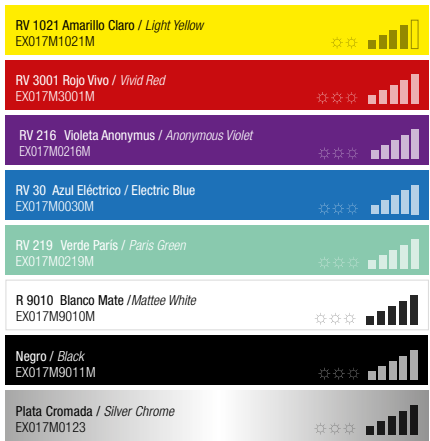 RV 1021 Amarillo Claro / Light Yellow
EX017M1021M
RV 3001 Rojo Vivo / Vivid Red
EX017M3001M
RV 216 Violeta Anonymus / Anonymous Violet
EX017M0216M
RV 30 Azul Eléctrico / Electric Blue
EX017M0030M
RV 219 Verde París / Paris Green
EX017M0219M
R 9010 Blanco Mate /Mattee White
EX017M9010M
Negro / Black
EX017M9011M
Plata Cromada / Silver Chrome
EX017M0123